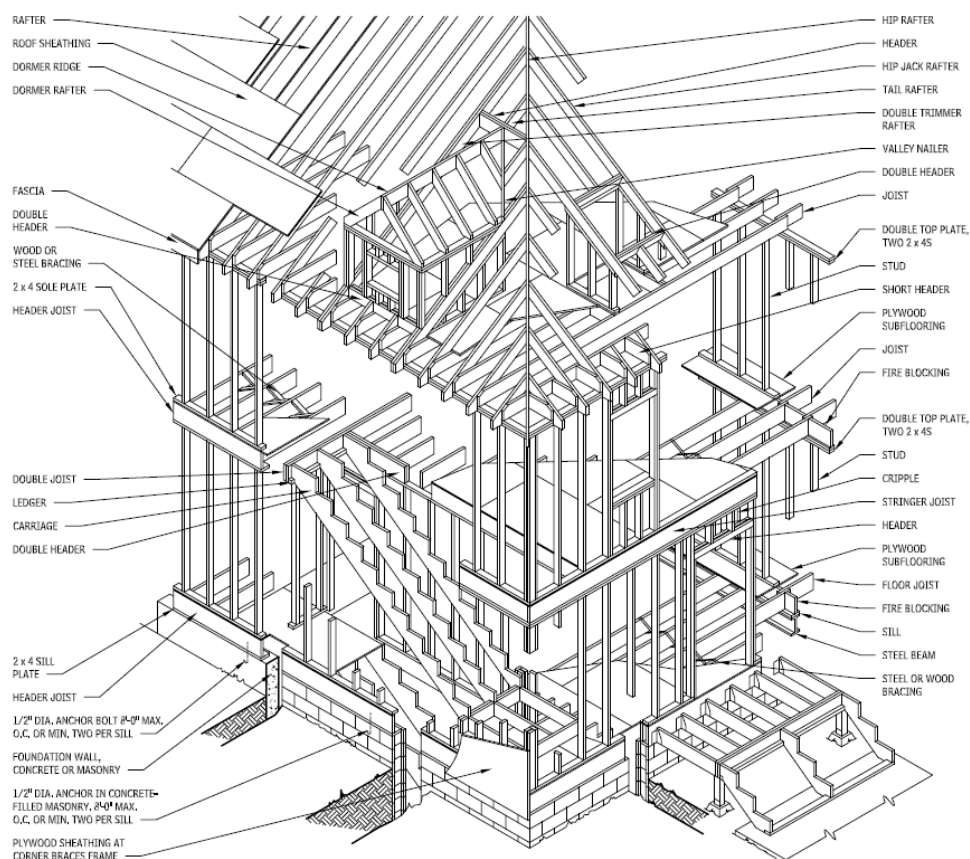 RAFTER
ROOF SHEATHING
DORMER RIDGE
DORMER RAFTER
FASCIA
DOUBLE
HEADER
WOOD OR
STEEL BRACING
2 x 4 SOLE PLATE
HEADER JOIST
DOUBLE JOIST
LEDGER
CARRIAGE
DOUBLE HEADER
2 x 4 SILL
PLATE
HEADER JOIST
1/2" DIA. ANCHOR BOLT 8'-0" MAX.
O.C. OR MIN. TWO PER SILL
FOUNDATION WALL,
CONCRETE OR MASONRY
1/2" DIA. ANCHOR IN CONCRETE-
FILLED MASONRY. 8'-0" MAX.
O.C. OR MIN. TWO PER SILL
PLYWOOD SHEATHING AT
CORNER BRACES FRAME
HIP RAFTER
HEADER
HIP JACK RAFTER
TAIL RAFTER
DOUBLE TRIMMER
RAFTER
VALLEY NAILER
DOUBLE HEADER
JOIST
DOUBLE TOP PLATE,
TWO 2 x 4S
STUD
SHORT HEADER
PLYWOOD
SUBFLOORING
JOIST
FIRE BLOCKING
DOUBLE TOP PLATE,
TWO 2 x 4S
STUD
CRIPPLE
STRINGER JOIST
HEADER
PLYWOOD
SUBFLOORING
FLOOR JOIST
FIRE BLOCKING
SILL
STEEL BEAM
STEEL OR WOOD
BRACING